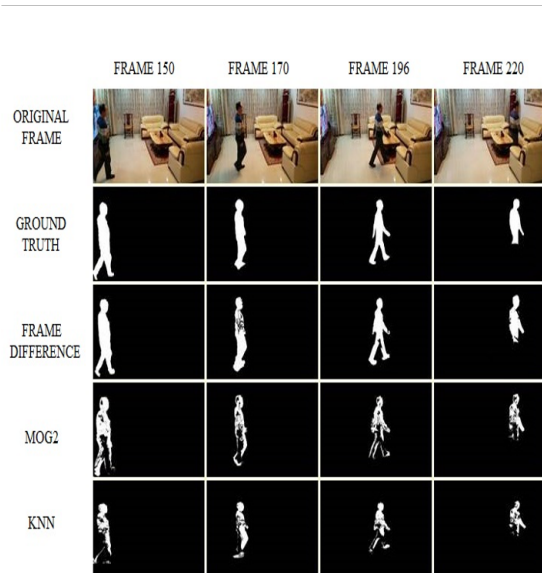 FRAME 150 FRAME 170 FRAME 196 FRAME 220
ORIGINAL
FRAME
GROUND
TRUTH
FRAME
DIFFERENCE
MOG2
KNN